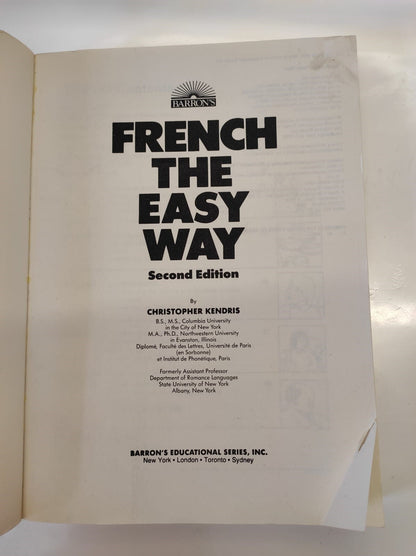 BARRON'S
FRENCH
THE
EASY
WAY
Second Edition
By
CHRISTOPHER KENDRIS
B.S., M.S., Columbia University
in the City of New York
M.A., Ph.D., Northwestern University
in Evanston, Illinois
Diplômé, Faculté des Lettres, Université de Paris
(en Sorbonne)
et Institut de Phonétique, Paris
Formerly Assistant Professor
Department of Romance Languages
State University of New York
Albany, New York
BARRON'S EDUCATIONAL SERIES, INC.
New York • London • Toronto • Sydney